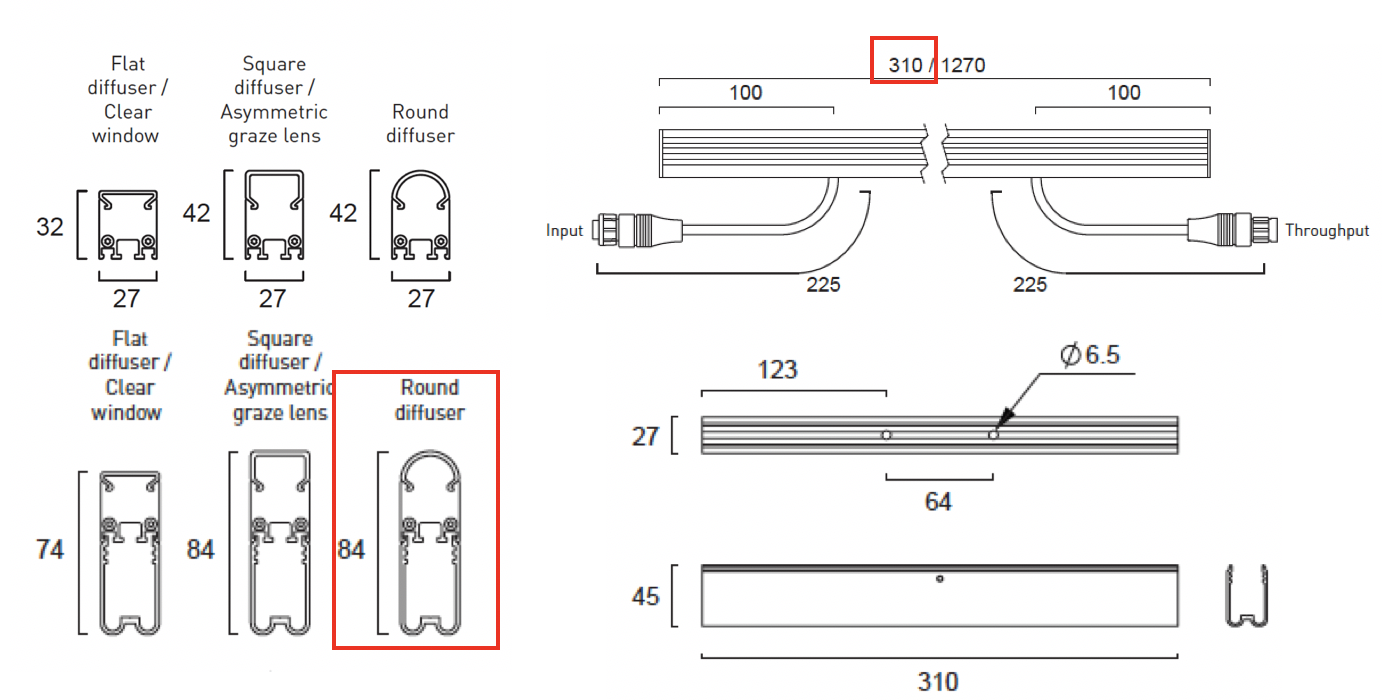 Flat
diffuser /
Clear
window
Square
diffuser /
Asymmetric
graze lens
Round
diffuser
32
42
42
27
27
27
Flat
diffuser /
Clear
window
Square
diffuser /
Asymmetric
graze lens
Round
diffuser
74
84
84
310 / 1270
100
100
Input
Throughput
225
225
123
Ø 6.5
27
64
45
310